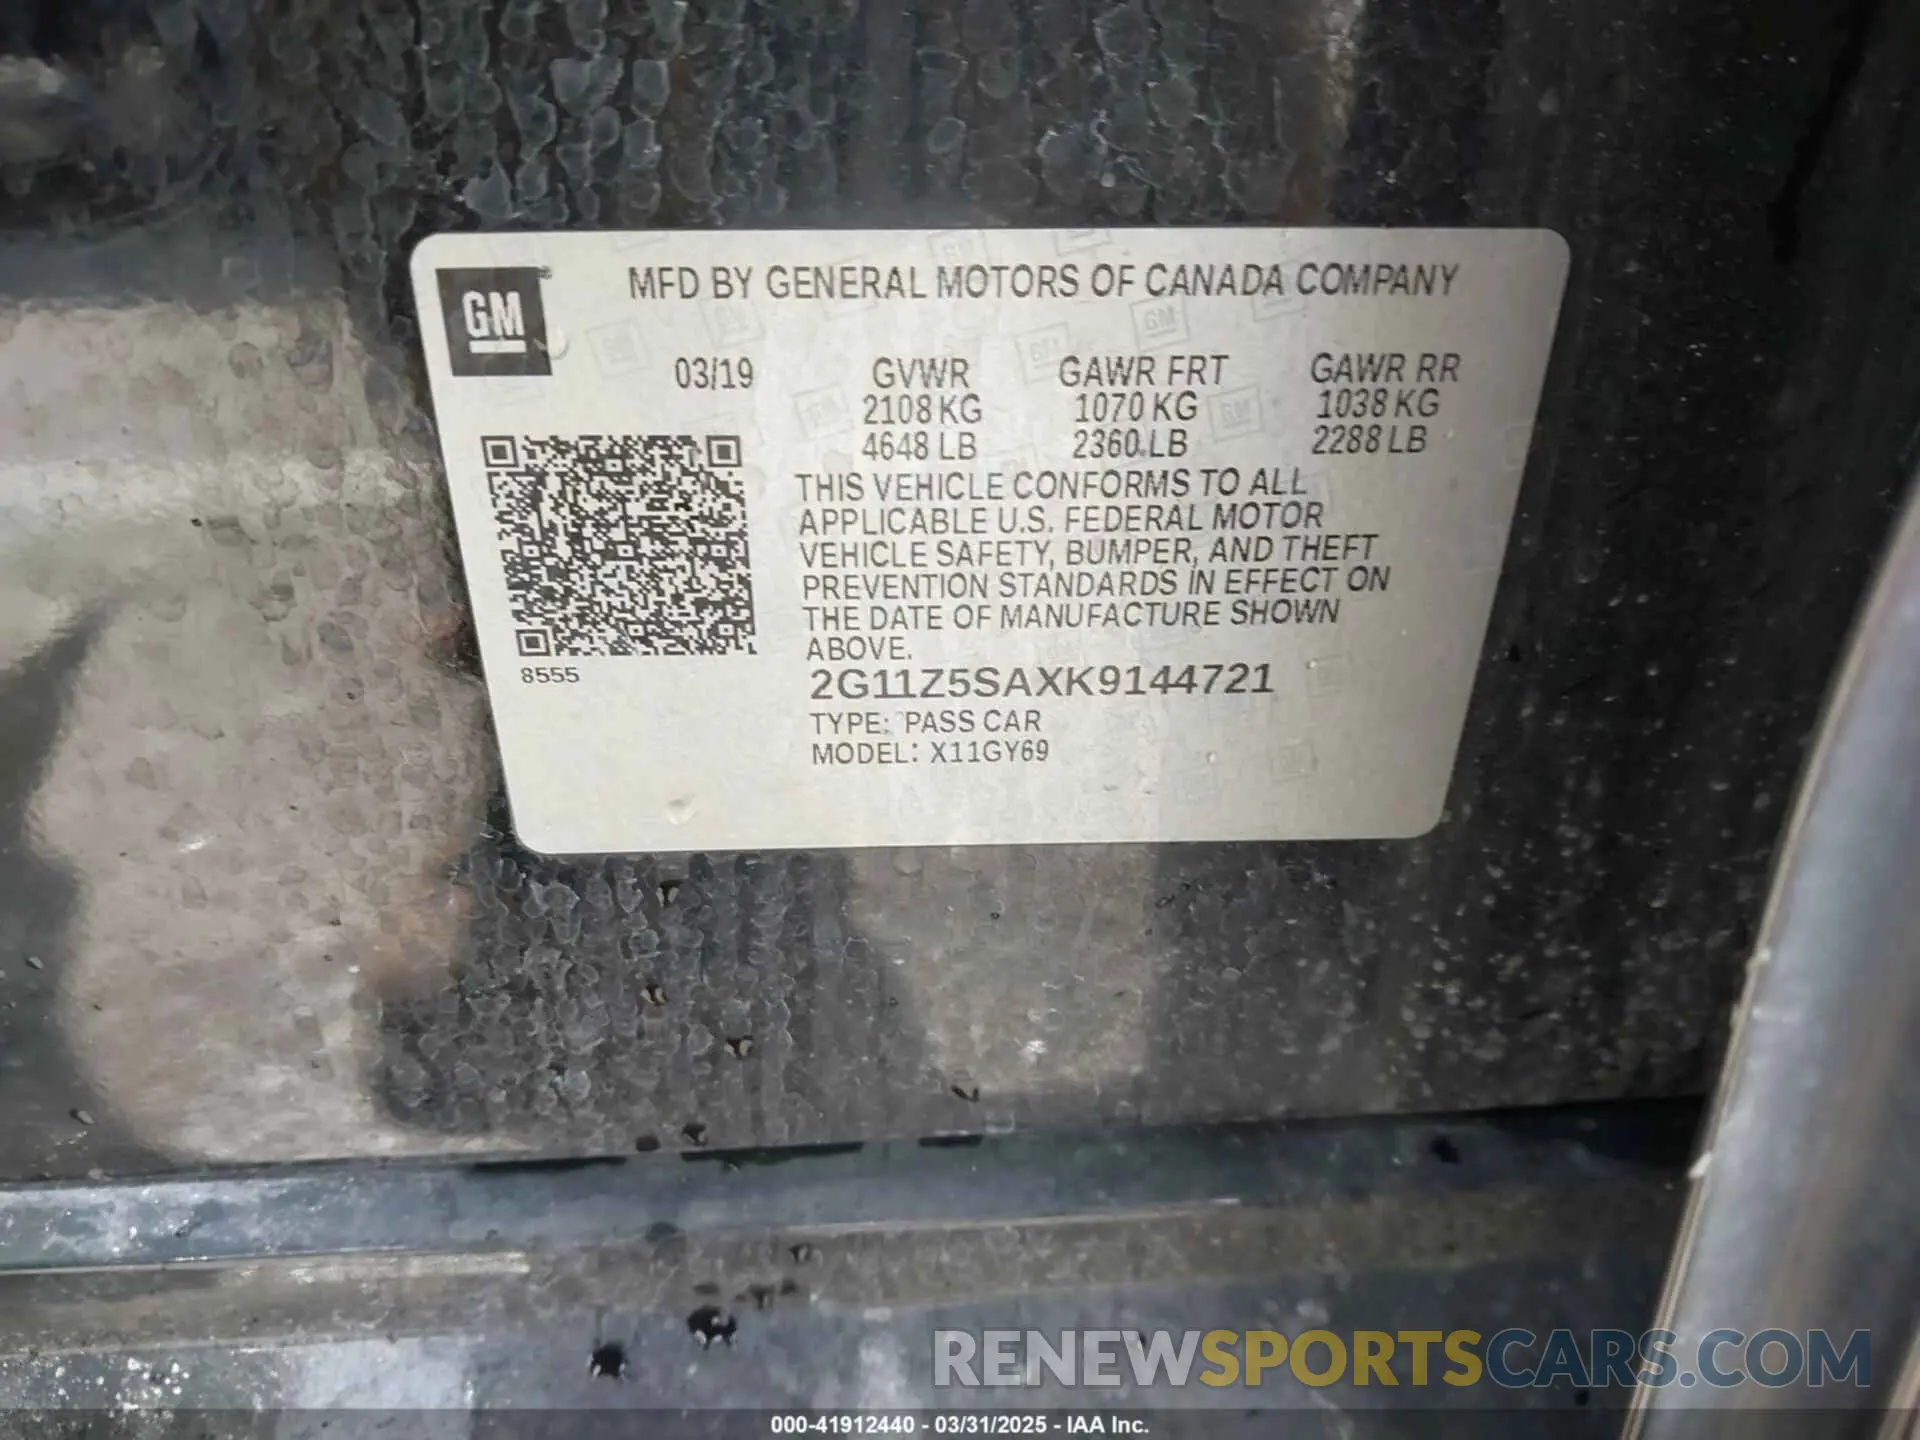 GM
MFD BY GENERAL MOTORS OF CANADA COMPANY
03/19 GVWR GAWR FRT GAWR RR
2108 KG 1070 KG 1038 KG
4648 LB 2360 LB 2288 LB
THIS VEHICLE CONFORMS TO ALL
APPLICABLE U.S. FEDERAL MOTOR
VEHICLE SAFETY, BUMPER, AND THEFT
PREVENTION STANDARDS IN EFFECT ON
THE DATE OF MANUFACTURE SHOWN
ABOVE.
8555
2G11Z5SAXK9144721
TYPE: PASS CAR
MODEL: X11GY69
RENEWSPORTSCARS.COM
000-41912440 - 03/31/2025 - IAA Inc.